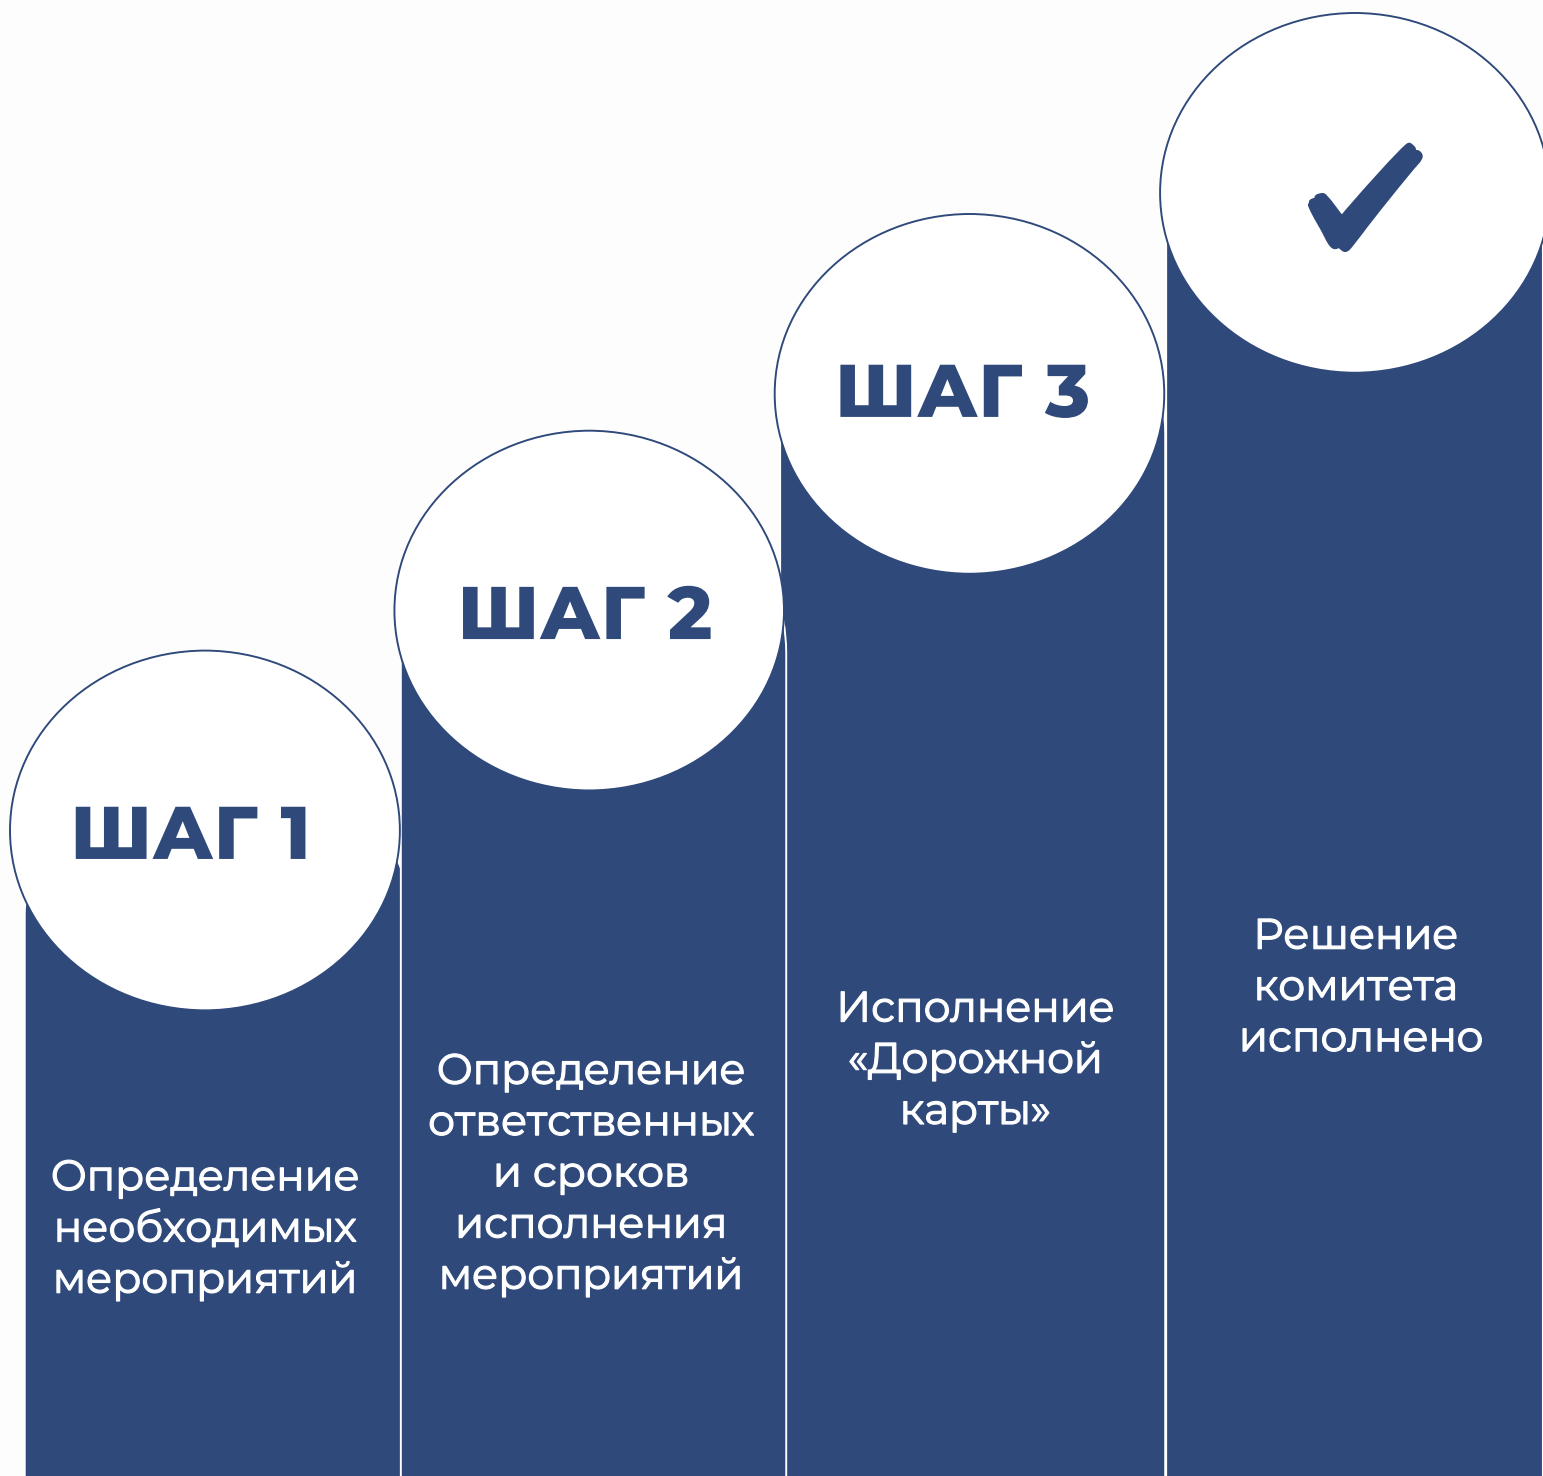 ШАГ 1
Определение
необходимых
мероприятий
ШАГ 2
Определение
ответственных
и сроков
исполнения
мероприятий
ШАГ 3
Исполнение
«Дорожной
карты»
Решение
комитета
исполнено